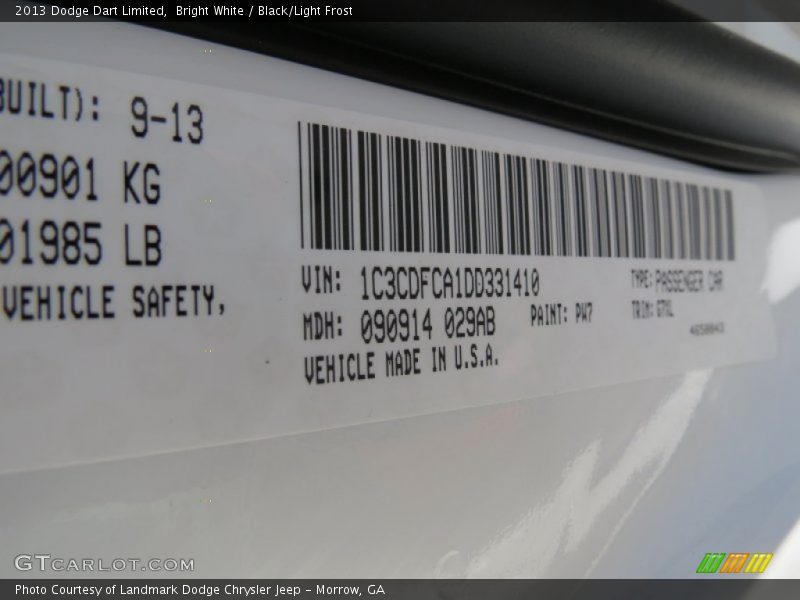 2013 Dodge Dart Limited,  Bright White / Black/Light Frost
BUILT): 9-13
00901 KG
01985 LB
VEHICLE SAFETY,
VIN: 1C3CDFCA1DD331410 TYPE: PASSENGER CAR
MDH: 090914 029AB PAINT: PW7 TRIM:
VEHICLE MADE IN U.S.A.
GTCARLOT.COM
Photo Courtesy of Landmark Dodge Chrysler Jeep – Morrow, GA